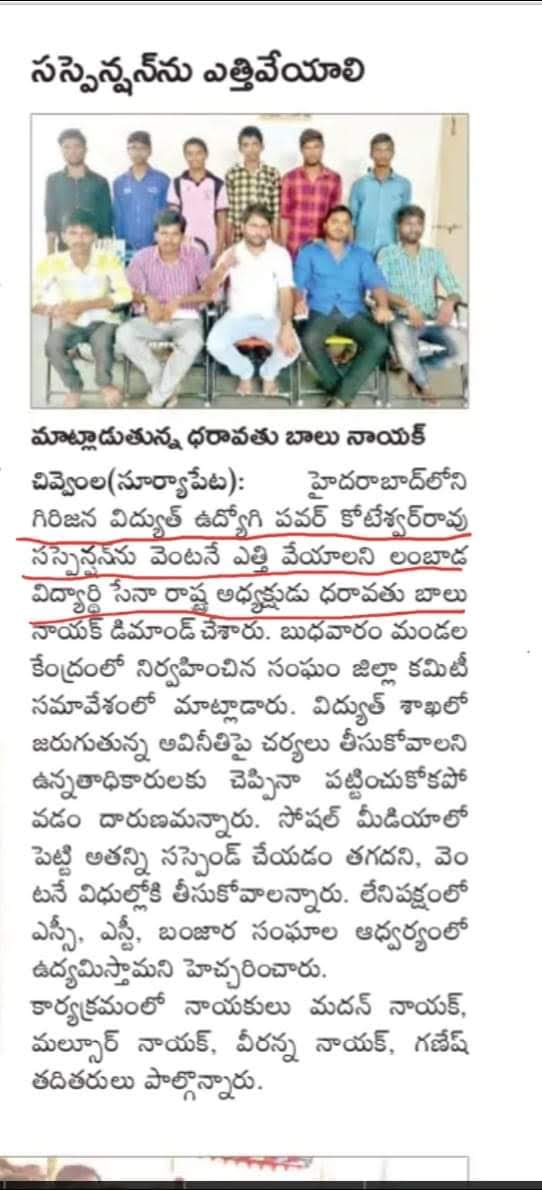 సస్పెన్షన్‌ను ఎత్తివేయాలి
మాట్లాడుతున్న ధరావతు బాలు నాయక్
చివ్వెంల(సూర్యాపేట): హైదరాబాద్‌లోని
గిరిజన విద్యుత్ ఉద్యోగి పవర్ కోటేశ్వర్‌రావు
సస్పెన్షన్‌ను వెంటనే ఎత్తి వేయాలని లంబాడ
విద్యార్థి సేనా రాష్ట్ర అధ్యక్షుడు ధరావతు బాలు
నాయక్ డిమాండ్ చేశారు. బుధవారం మండల
కేంద్రంలో నిర్వహించిన సంఘం జిల్లా కమిటీ
సమావేశంలో మాట్లాడారు. విద్యుత్ శాఖలో
జరుగుతున్న అవినీతిపై చర్యలు తీసుకోవాలని
ఉన్నతాధికారులకు చెప్పినా పట్టించుకోకపో
వడం దారుణమన్నారు. సోషల్ మీడియాలో
పెట్టి అతన్ని సస్పెండ్ చేయడం తగదని, వెం
టనే విధుల్లోకి తీసుకోవాలన్నారు. లేనిపక్షంలో
ఎస్సీ, ఎస్టీ, బంజార సంఘాల ఆధ్వర్యంలో
ఉద్యమిస్తామని హెచ్చరించారు.
కార్యక్రమంలో నాయకులు మదన్ నాయక్,
మల్సూర్ నాయక్, వీరన్న నాయక్, గణేష్
తదితరులు పాల్గొన్నారు.